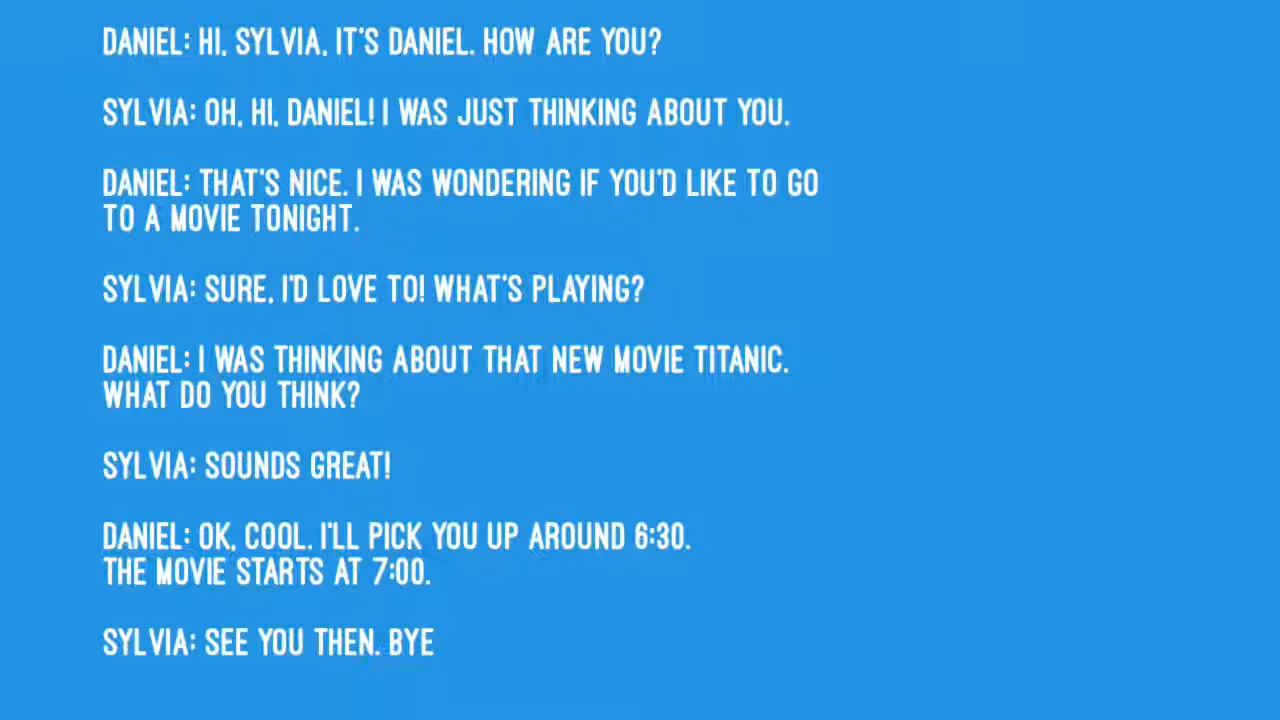 DANIEL: HI, SYLVIA, IT'S DANIEL. HOW ARE YOU?
SYLVIA: OH, HI, DANIEL! I WAS JUST THINKING ABOUT YOU.
DANIEL: THAT'S NICE. I WAS WONDERING IF YOU'D LIKE TO GO
TO A MOVIE TONIGHT.
SYLVIA: SURE, I'D LOVE TO! WHAT'S PLAYING?
DANIEL: I WAS THINKING ABOUT THAT NEW MOVIE TITANIC.
WHAT DO YOU THINK?
SYLVIA: SOUNDS GREAT!
DANIEL: OK, COOL. I'LL PICK YOU UP AROUND 6:30.
THE MOVIE STARTS AT 7:00.
SYLVIA: SEE YOU THEN. BYE